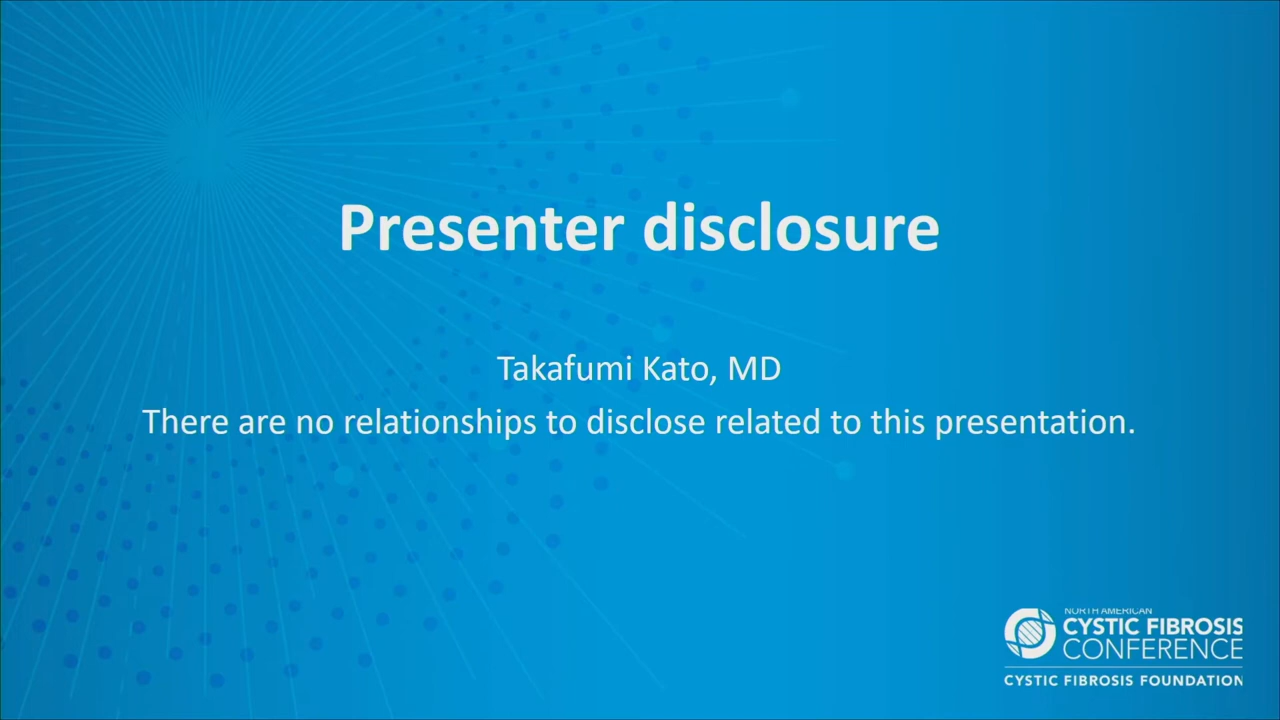 Presenter disclosure
Takafumi Kato, MD
There are no relationships to disclose related to this presentation.
NORTH AMERICAN
CYSTIC FIBROSIS
CONFERENCE
CYSTIC FIBROSIS FOUNDATION